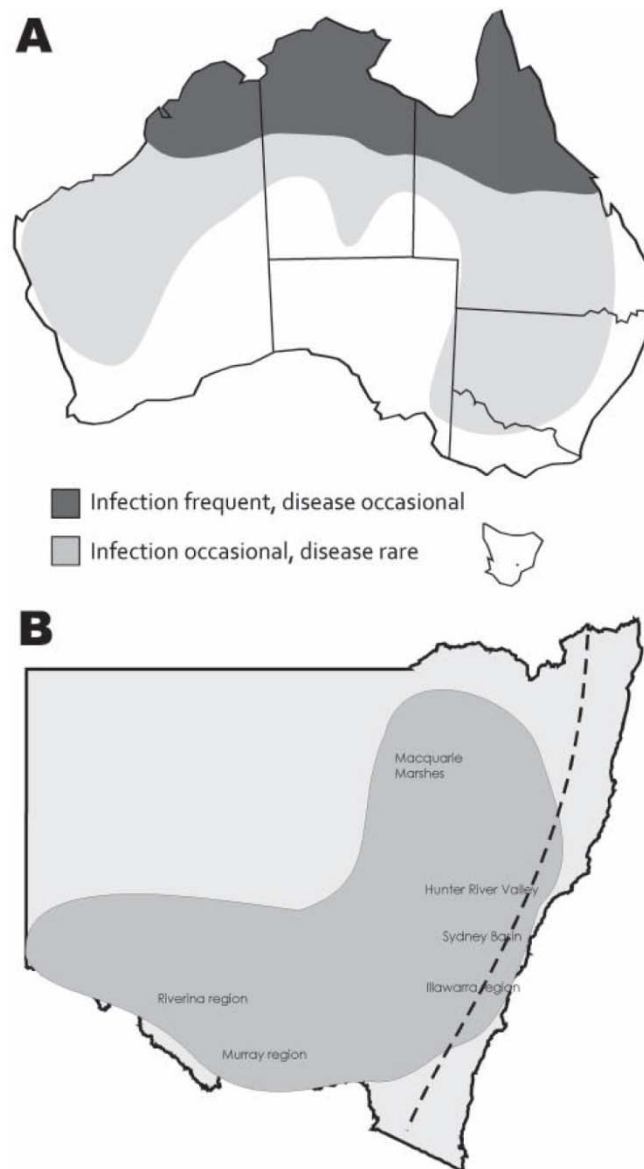 A
Infection frequent, disease occasional
Infection occasional, disease rare
B
Macquarie
Marshes
Hunter River Valley
Sydney Basin
Illawarra region
Riverina region
Murray region